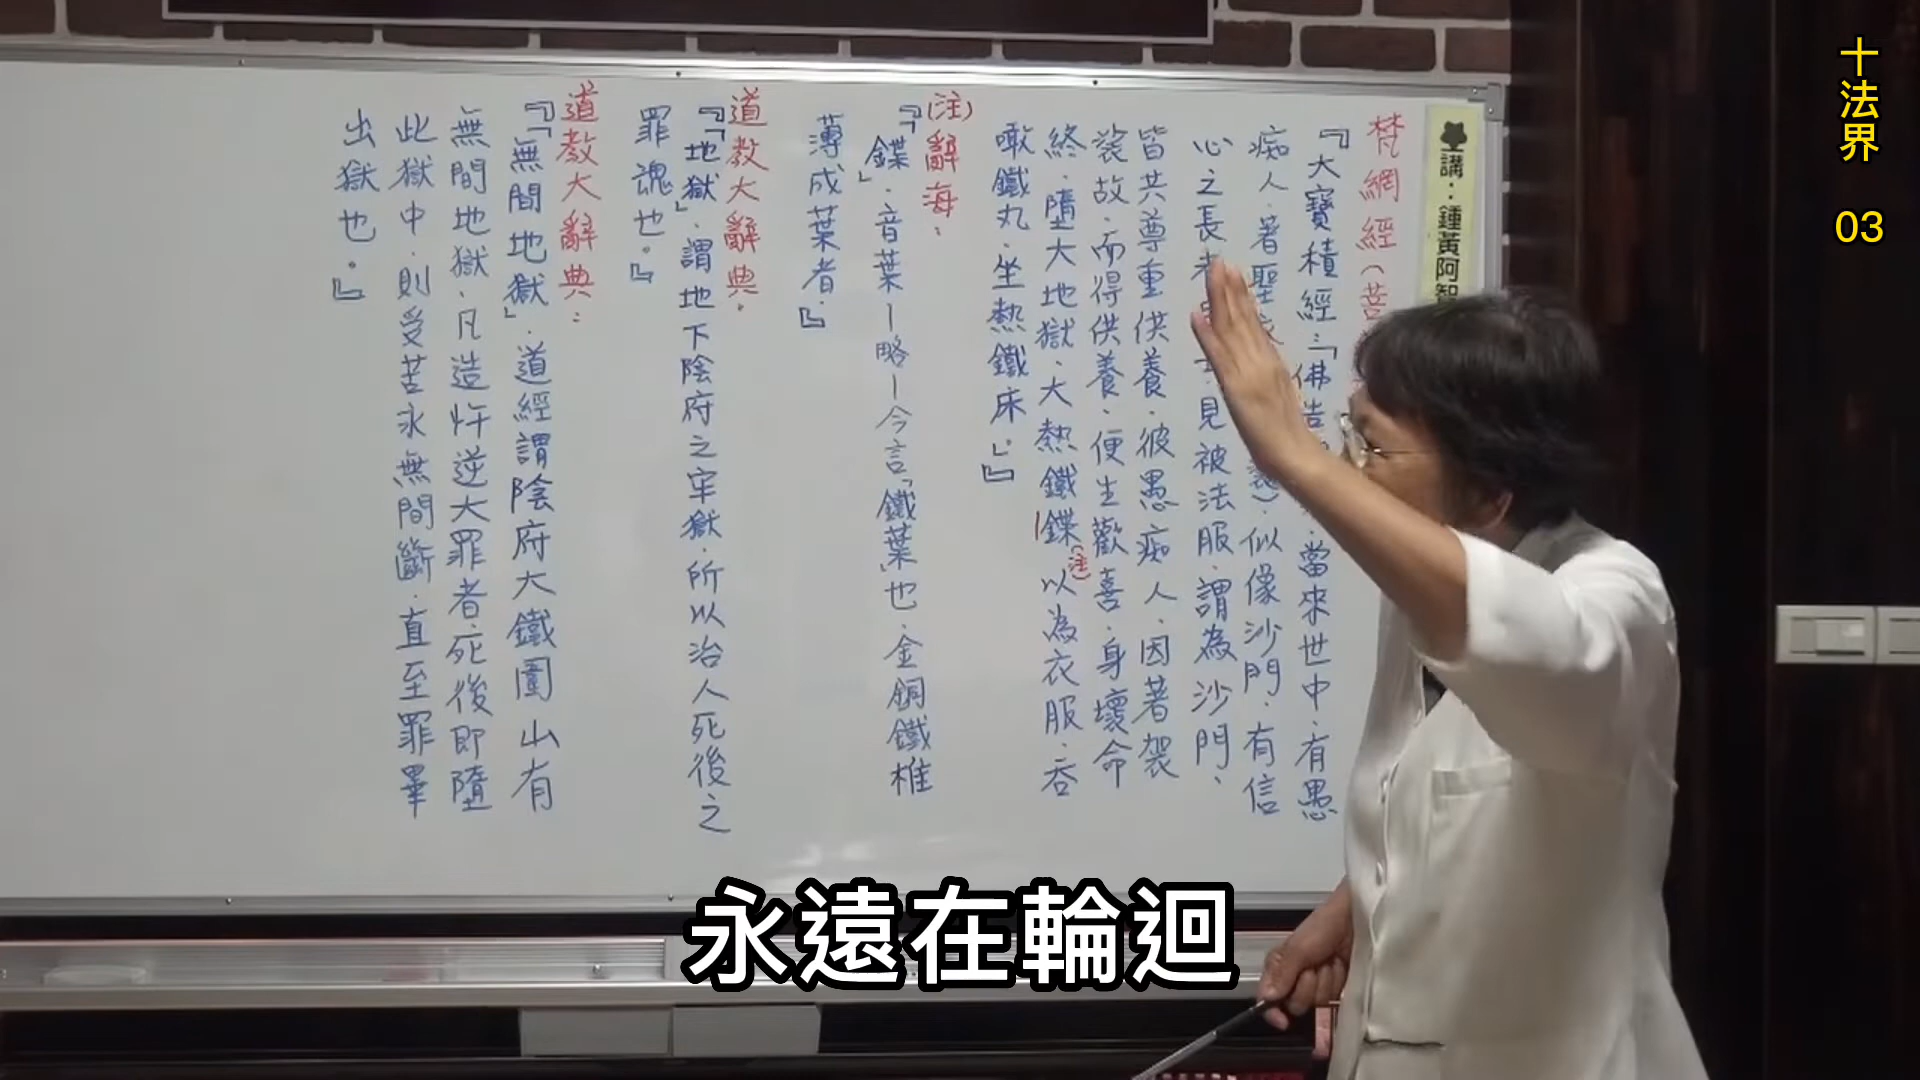 十法界 03
講：鍾黃阿智
梵網經（菩
『大寶積經：「佛告 當來世中．有愚
痴人．著聖 似像沙門．有信
心之長者 見被法服．謂為沙門、
皆共尊重供養．彼愚痴人．因著袈
裟故．而得供養．便生歡喜．身壞命
終．墮大地獄．大熱鐵鍱(注)以為衣服．吞
噉鐵丸．坐熱鐵床。」』
(注)辭海：
『「鍱」．音葉－略－今言「鐵葉」也．金銅鐵椎
薄成葉者．』
道教大辭典：
『「地獄」．謂地下陰府之牢獄．所以治人死後之
罪魂也．』
道教大辭典：
『「無間地獄」．道經謂陰府大鐵圍山有
無間地獄．凡造忤逆大罪者．死後即墮
此獄中．則受苦永無間斷．直至罪畢
出獄也．』
永遠在輪迴